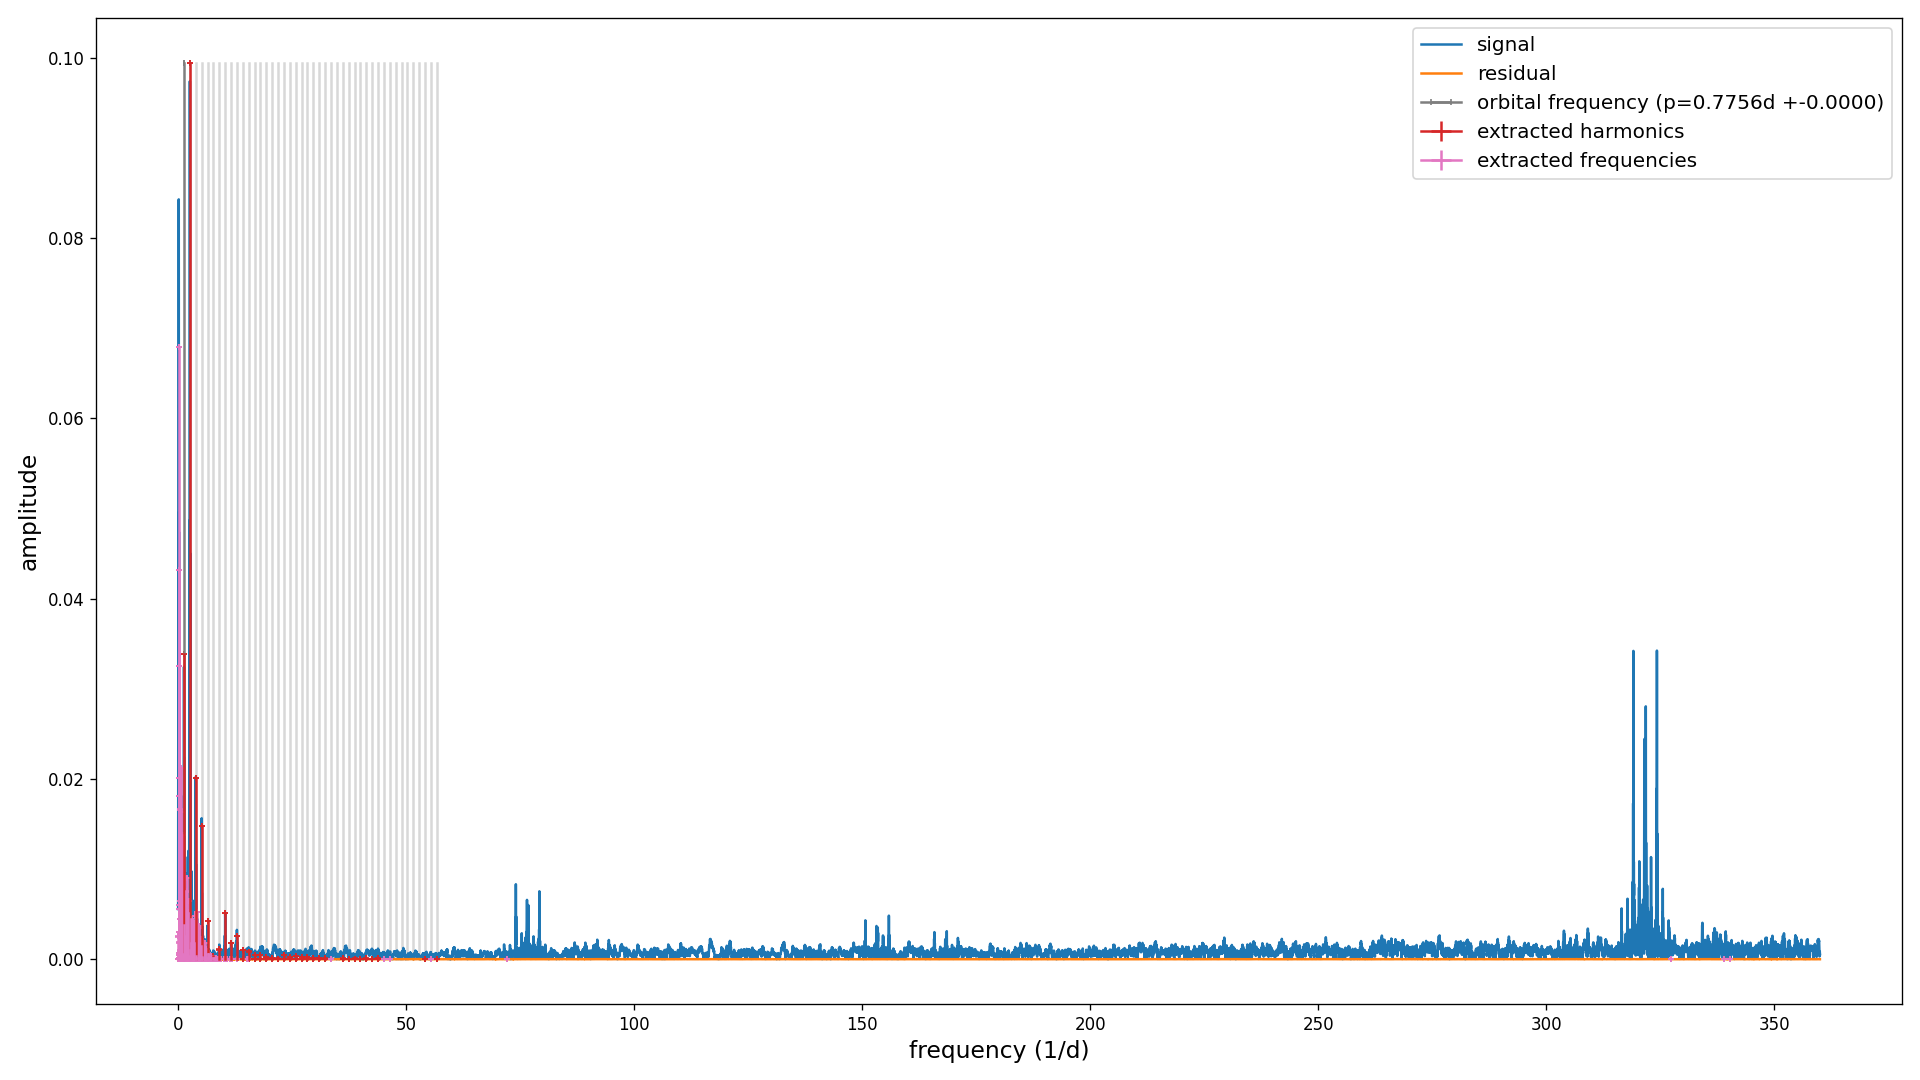 signal
residual
orbital frequency (p=0.7756d +-0.0000)
extracted harmonics
extracted frequencies
0.10
0.08
0.06
0.04
0.02
0.00
amplitude
0 50 100 150 200 250 300 350
frequency (1/d)